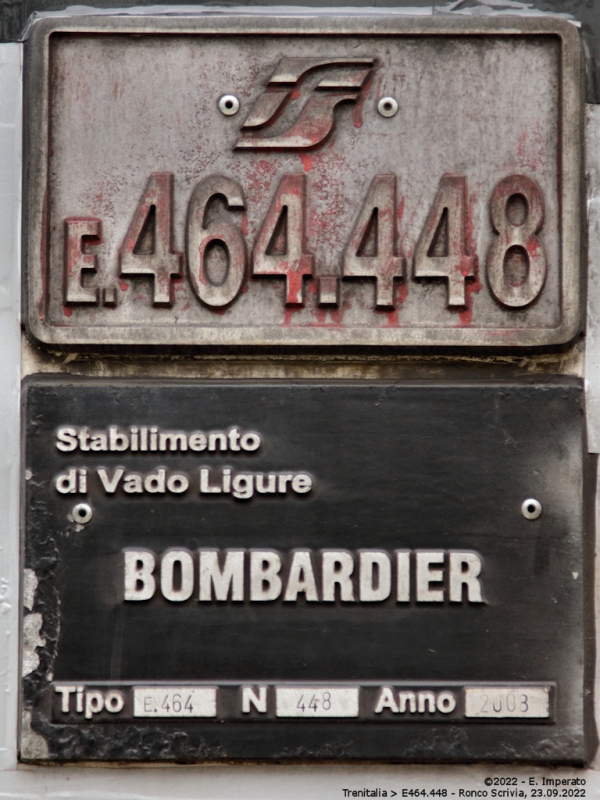 E.464.448
Stabilimento
di Vado Ligure
BOMBARDIER
Tipo E.464 N 448 Anno 2008
©2022 - E. Imperato
Trenitalia > E464.448 - Ronco Scrivia, 23.09.2022